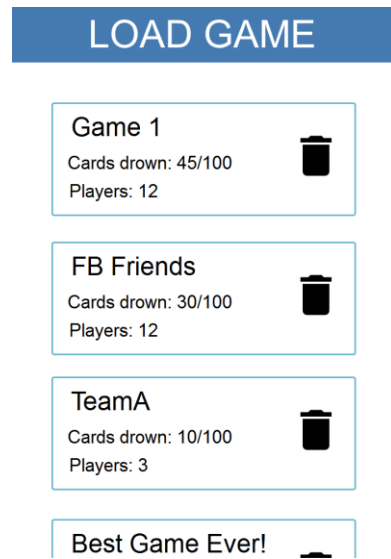 LOAD GAME
Game 1
Cards drown: 45/100
Players: 12
FB Friends
Cards drown: 30/100
Players: 12
TeamA
Cards drown: 10/100
Players: 3
Best Game Ever!